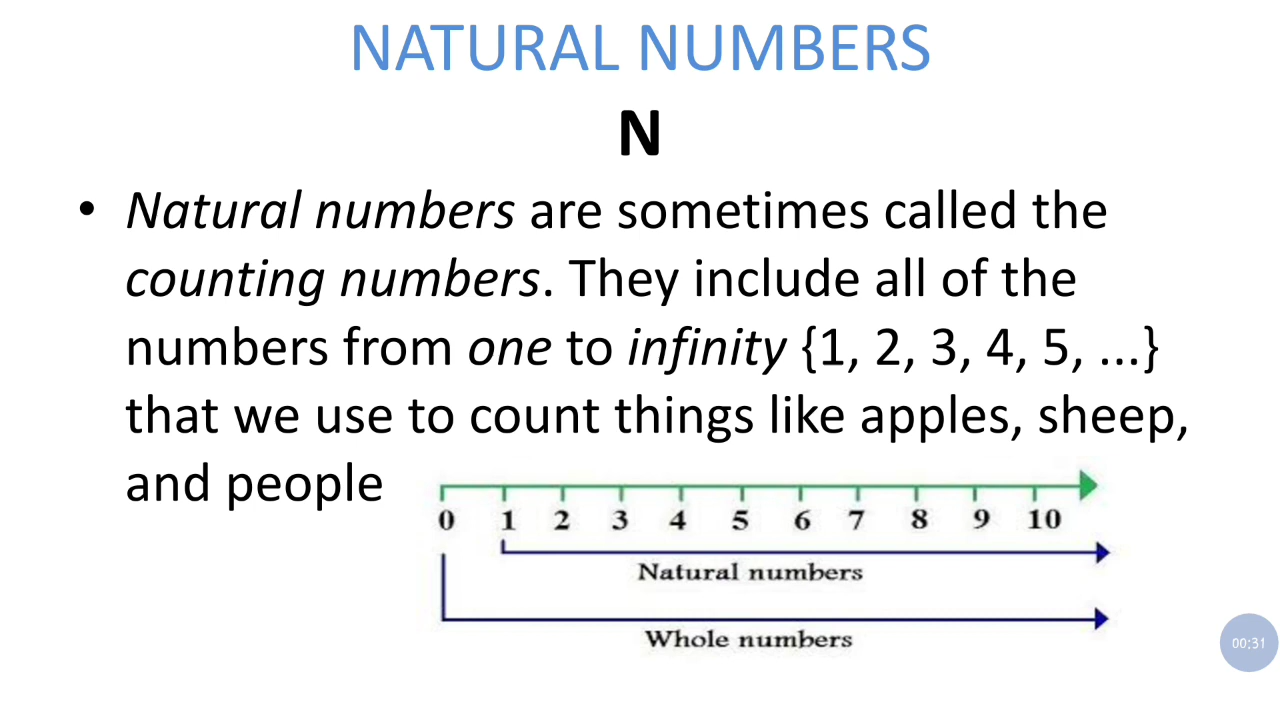 NATURAL NUMBERS
N
• Natural numbers are sometimes called the
counting numbers. They include all of the
numbers from one to infinity {1, 2, 3, 4, 5, ...}
that we use to count things like apples, sheep,
and people
0 1 2 3 4 5 6 7 8 9 10
Natural numbers
Whole numbers
00:31